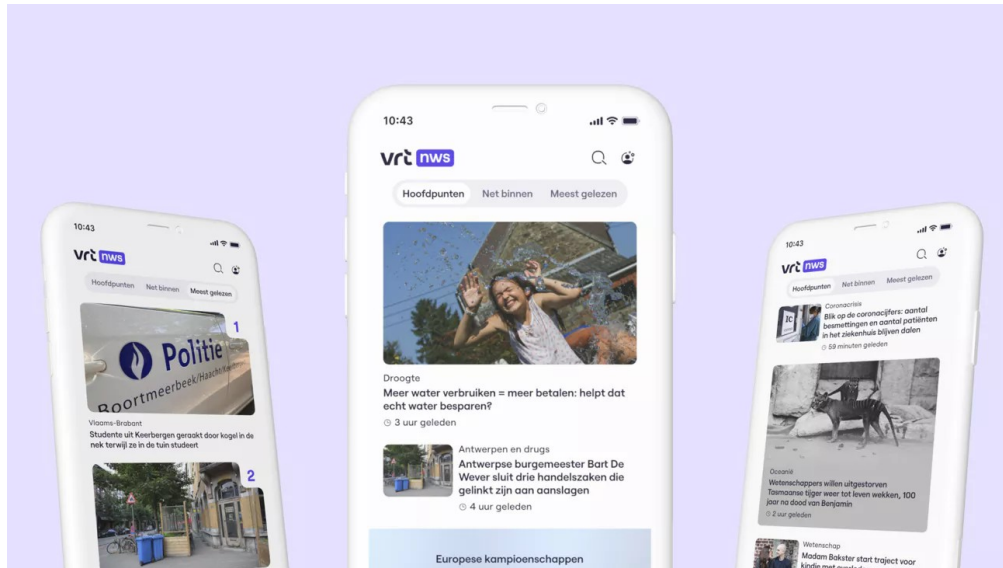 10:43
vrt nws
Hoofdpunten Net binnen Meest gelezen
1
Politie
Boortmeerbeek/Haacht/
Vlaams-Brabant
Studente uit Keerbergen geraakt door kogel in de
nek terwijl ze in de tuin studeert
2
10:43
vrt nws
Hoofdpunten Net binnen Meest gelezen
Droogte
Meer water verbruiken = meer betalen: helpt dat
echt water besparen?
3 uur geleden
Antwerpen en drugs
Antwerpse burgemeester Bart De
Wever sluit drie handelszaken die
gelinkt zijn aan aanslagen
4 uur geleden
Europese kampioenschappen
10:43
vrt nws
Hoofdpunten Net binnen Meest gelezen
IC
Coronacrisis
Blik op de coronacijfers: aantal
besmettingen en aantal patiënten
in het ziekenhuis blijven dalen
59 minuten geleden
Oceanië
Wetenschappers willen uitgestorven
Tasmaanse tijger weer tot leven wekken, 100
jaar na dood van Benjamin
2 uur geleden
Wetenschap
Madam Bakster start traject voor
kindje met